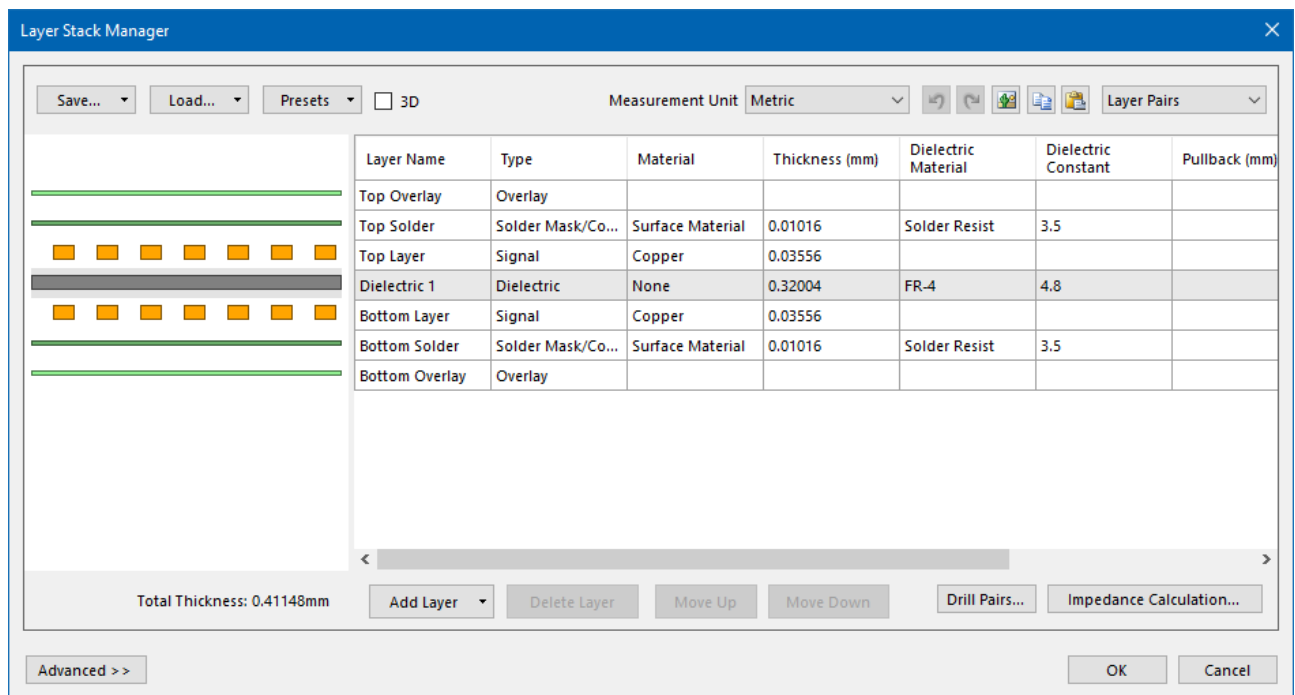 Layer Stack Manager
Save... Load... Presets 3D Measurement Unit Metric Layer Pairs
Layer Name Type Material Thickness (mm) Dielectric Material Dielectric Constant Pullback (mm)
Top Overlay Overlay
Top Solder Solder Mask/Co... Surface Material 0.01016 Solder Resist 3.5
Top Layer Signal Copper 0.03556
Dielectric 1 Dielectric None 0.32004 FR-4 4.8
Bottom Layer Signal Copper 0.03556
Bottom Solder Solder Mask/Co... Surface Material 0.01016 Solder Resist 3.5
Bottom Overlay Overlay
Total Thickness: 0.41148mm Add Layer Delete Layer Move Up Move Down Drill Pairs... Impedance Calculation...
Advanced >> OK Cancel